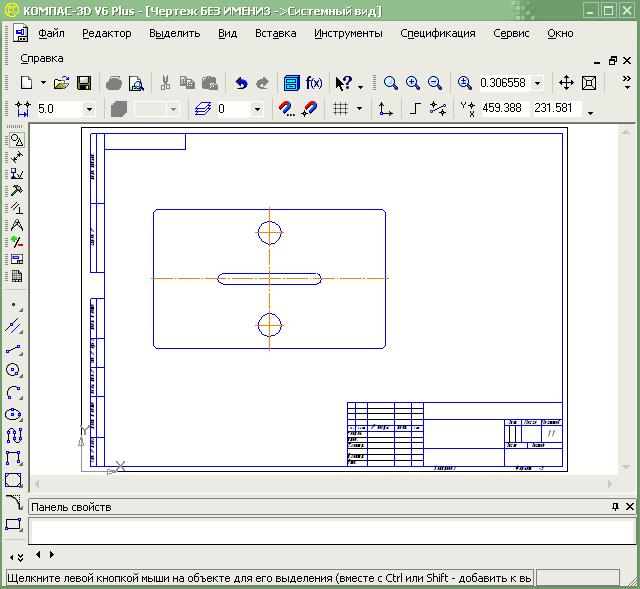 КОМПАС-3D V6 Plus - [Чертеж БЕЗ ИМЕНИ3 ->Системный вид]
Файл Редактор Выделить Вид Вставка Инструменты Спецификация Сервис Окно
Справка
f(x) ? 0.306558
5.0 0 Y X 459.388 231.581
1:1
Y
X
Панель свойств
Щелкните левой кнопкой мыши на объекте для его выделения (вместе с Ctrl или Shift - добавить к вы